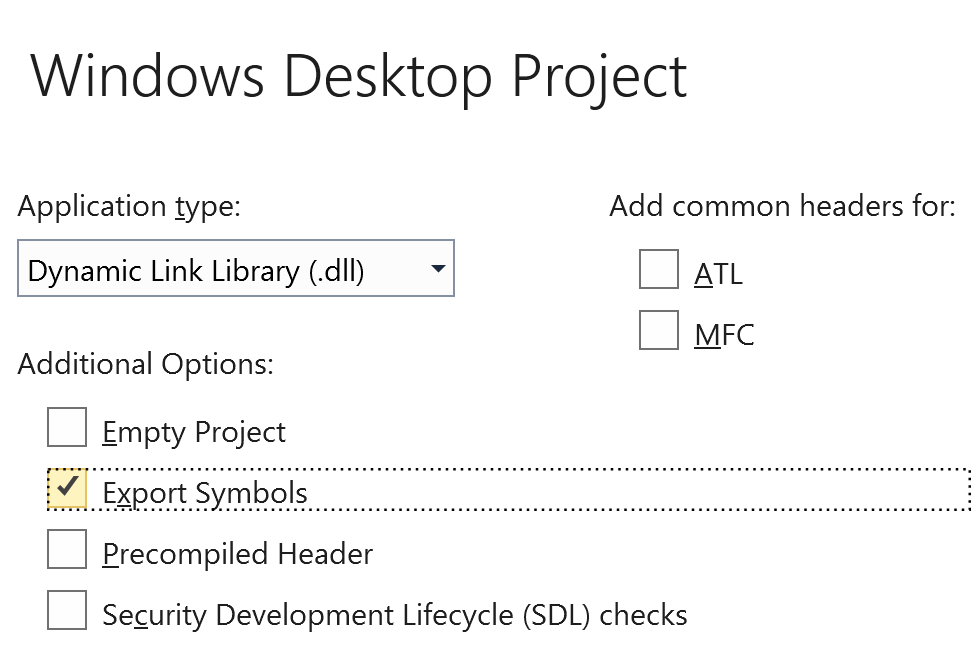 Windows Desktop Project
Application type:
Dynamic Link Library (.dll)
Additional Options:
Empty Project
Export Symbols
Precompiled Header
Security Development Lifecycle (SDL) checks
Add common headers for:
ATL
MFC